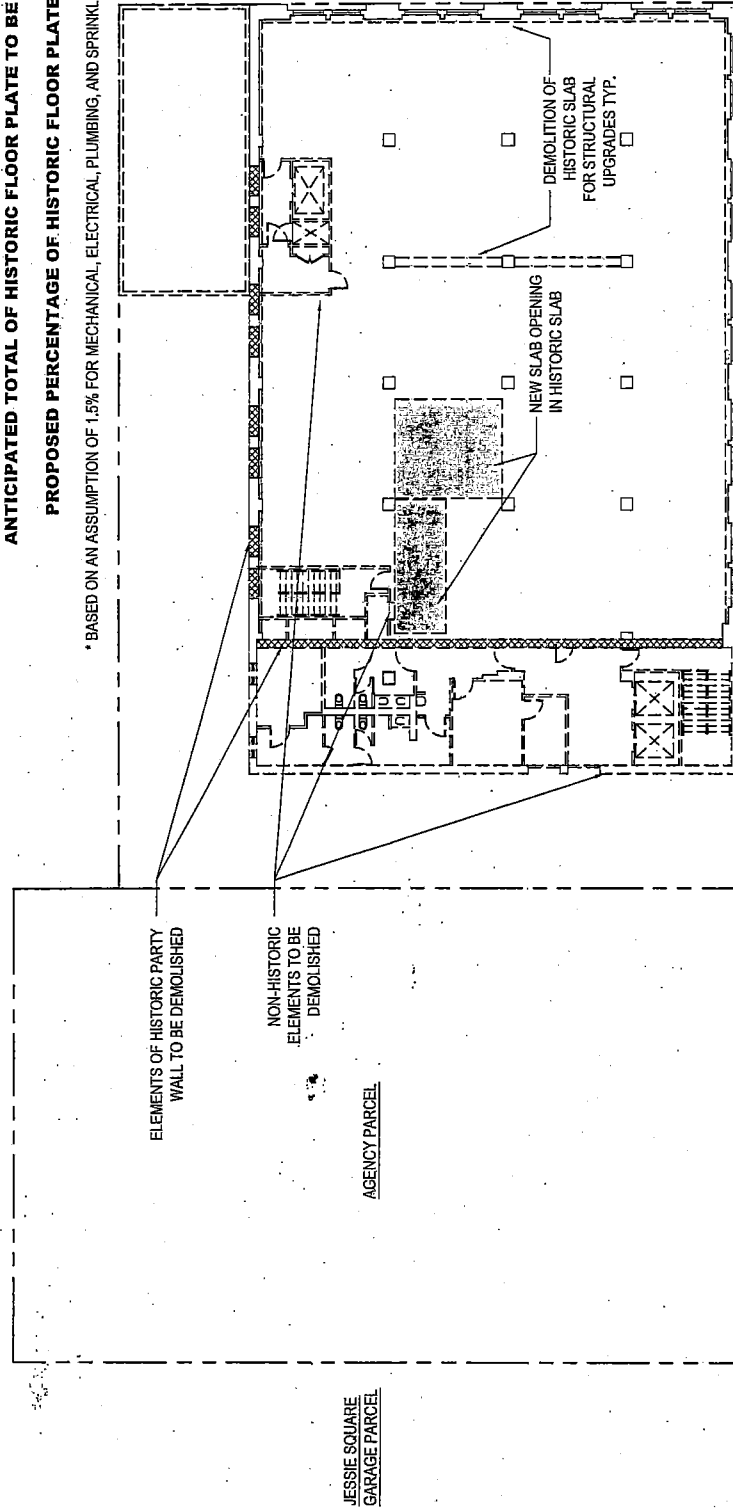 ANTICIPATED TOTAL OF HISTORIC FLOOR PLATE TO BE
PROPOSED PERCENTAGE OF HISTORIC FLOOR PLATE
* BASED ON AN ASSUMPTION OF 1.5% FOR MECHANICAL, ELECTRICAL, PLUMBING, AND SPRINKL
DEMOLITION OF
HISTORIC SLAB
FOR STRUCTURAL
UPGRADES TYP.
NEW SLAB OPENING
IN HISTORIC SLAB
ELEMENTS OF HISTORIC PARTY
WALL TO BE DEMOLISHED
NON-HISTORIC
ELEMENTS TO BE
DEMOLISHED
AGENCY PARCEL
JESSIE SQUARE
GARAGE PARCEL